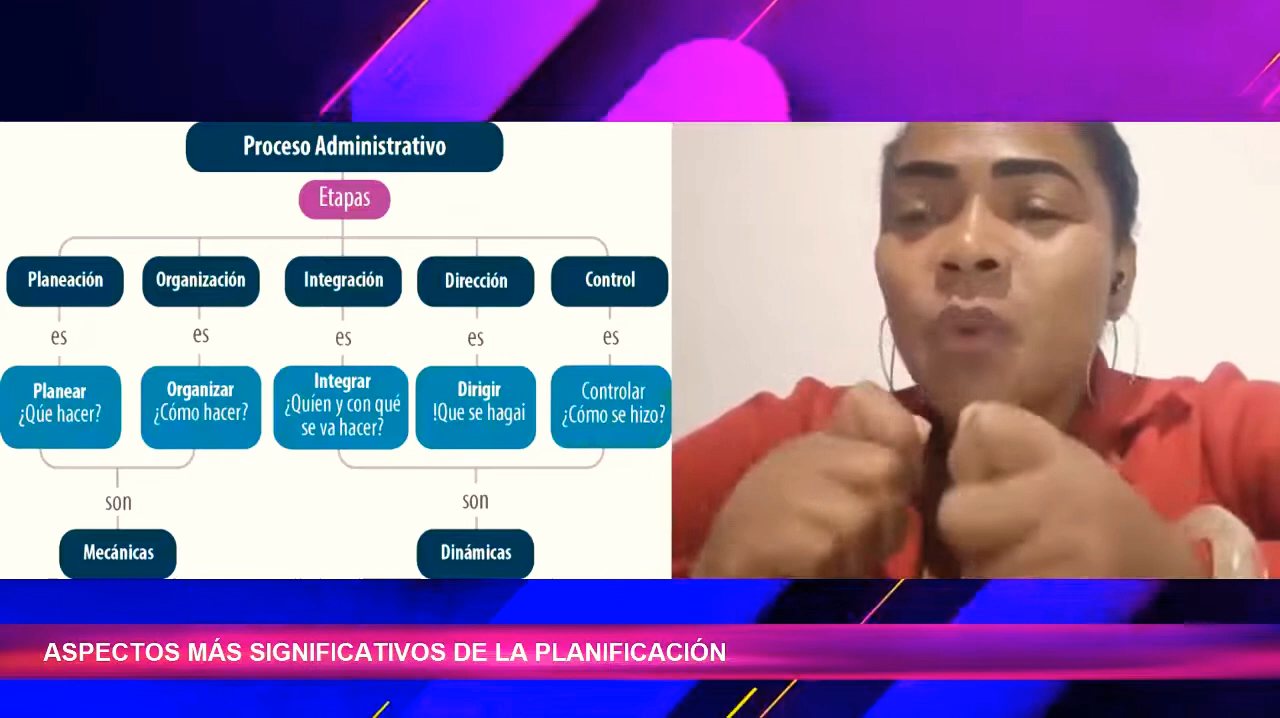 Proceso Administrativo
Etapas
Planeación
Organización
Integración
Dirección
Control
es
es
es
es
es
Planear
¿Qúe hacer?
Organizar
¿Cómo hacer?
Integrar
¿Quíen y con qué
se va hacer?
Dirigir
!Que se hagai
Controlar
¿Cómo se hizo?
son
son
Mecánicas
Dinámicas
ASPECTOS MÁS SIGNIFICATIVOS DE LA PLANIFICACIÓN